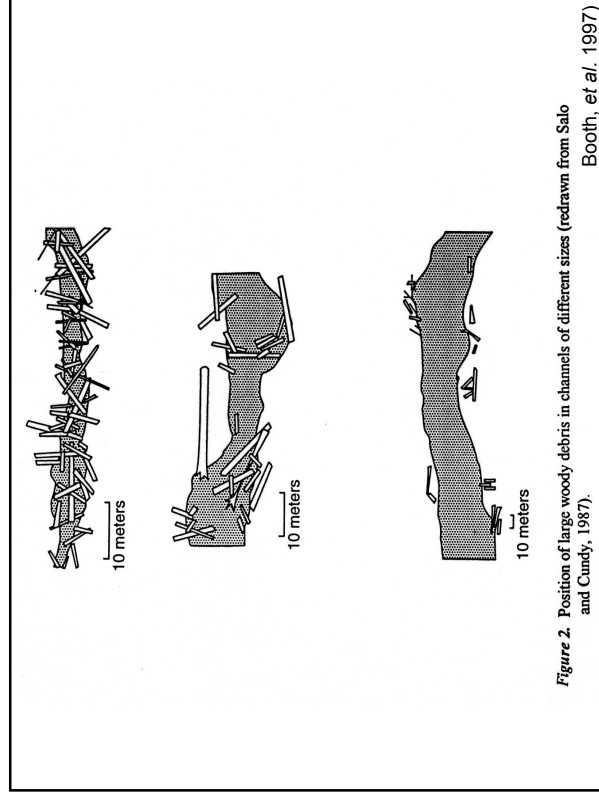 10 meters
10 meters
10 meters
Figure 2. Position of large woody debris in channels of different sizes (redrawn from Salo
and Cundy, 1987).
Booth, et al. 1997)